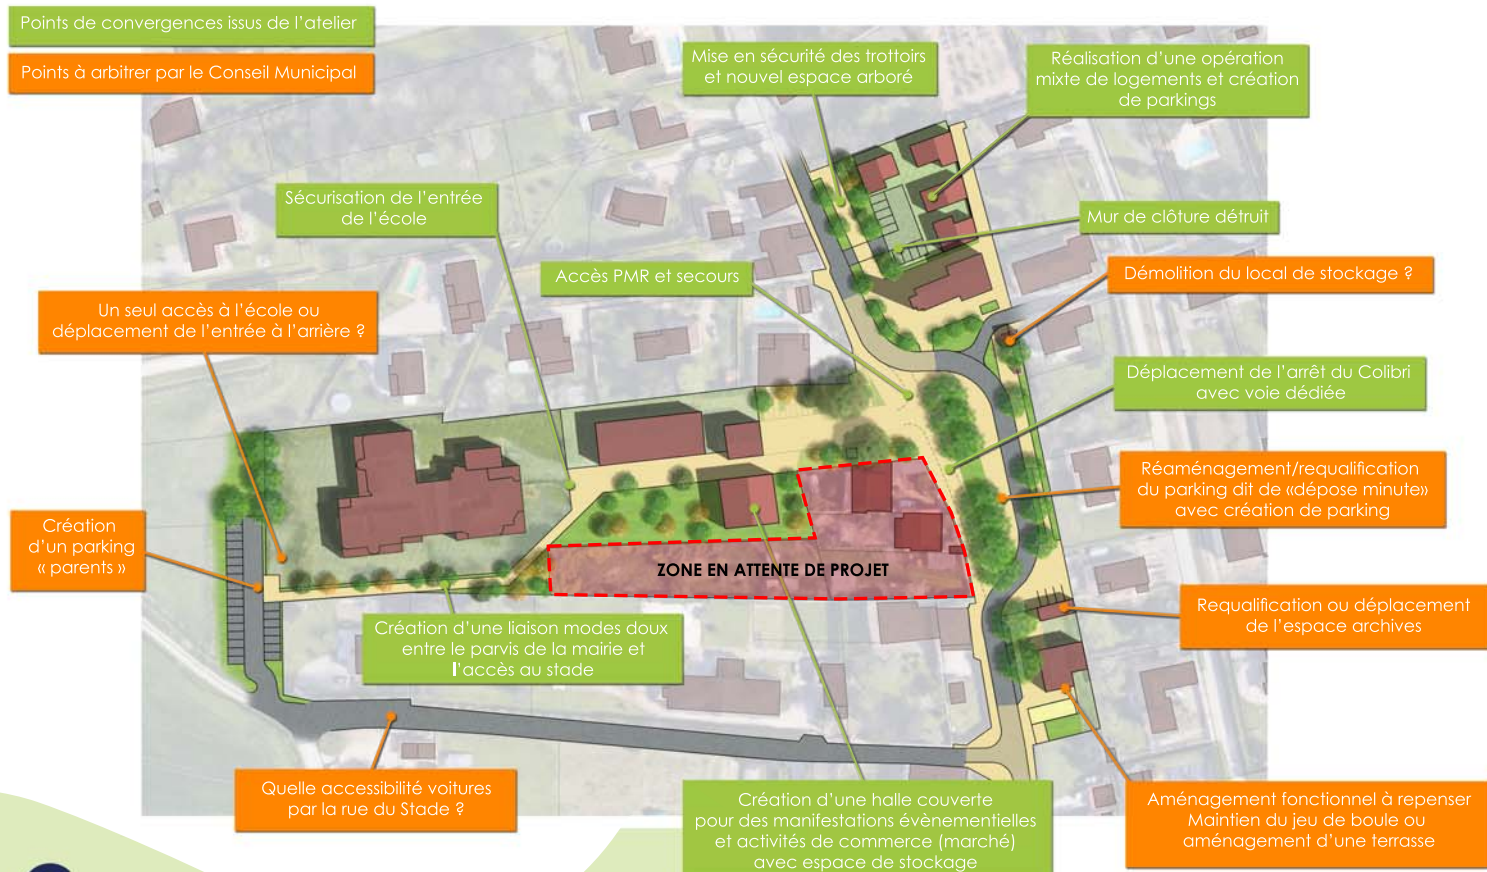 Points de convergences issus de l'atelier
Points à arbitrer par le Conseil Municipal
Mise en sécurité des trottoirs
et nouvel espace arboré
Réalisation d'une opération
mixte de logements et création
de parkings
Sécurisation de l'entrée
de l'école
Mur de clôture détruit
Accès PMR et secours
Démolition du local de stockage ?
Un seul accès à l'école ou
déplacement de l'entrée à l'arrière ?
Déplacement de l'arrêt du Colibri
avec voie dédiée
Réaménagement/requalification
du parking dit de «dépose minute»
avec création de parking
Création
d'un parking
« parents »
ZONE EN ATTENTE DE PROJET
Requalification ou déplacement
de l'espace archives
Création d'une liaison modes doux
entre le parvis de la mairie et
l'accès au stade
Quelle accessibilité voitures
par la rue du Stade ?
Création d'une halle couverte
pour des manifestations évènementielles
et activités de commerce (marché)
avec espace de stockage
Aménagement fonctionnel à repenser
Maintien du jeu de boule ou
aménagement d'une terrasse